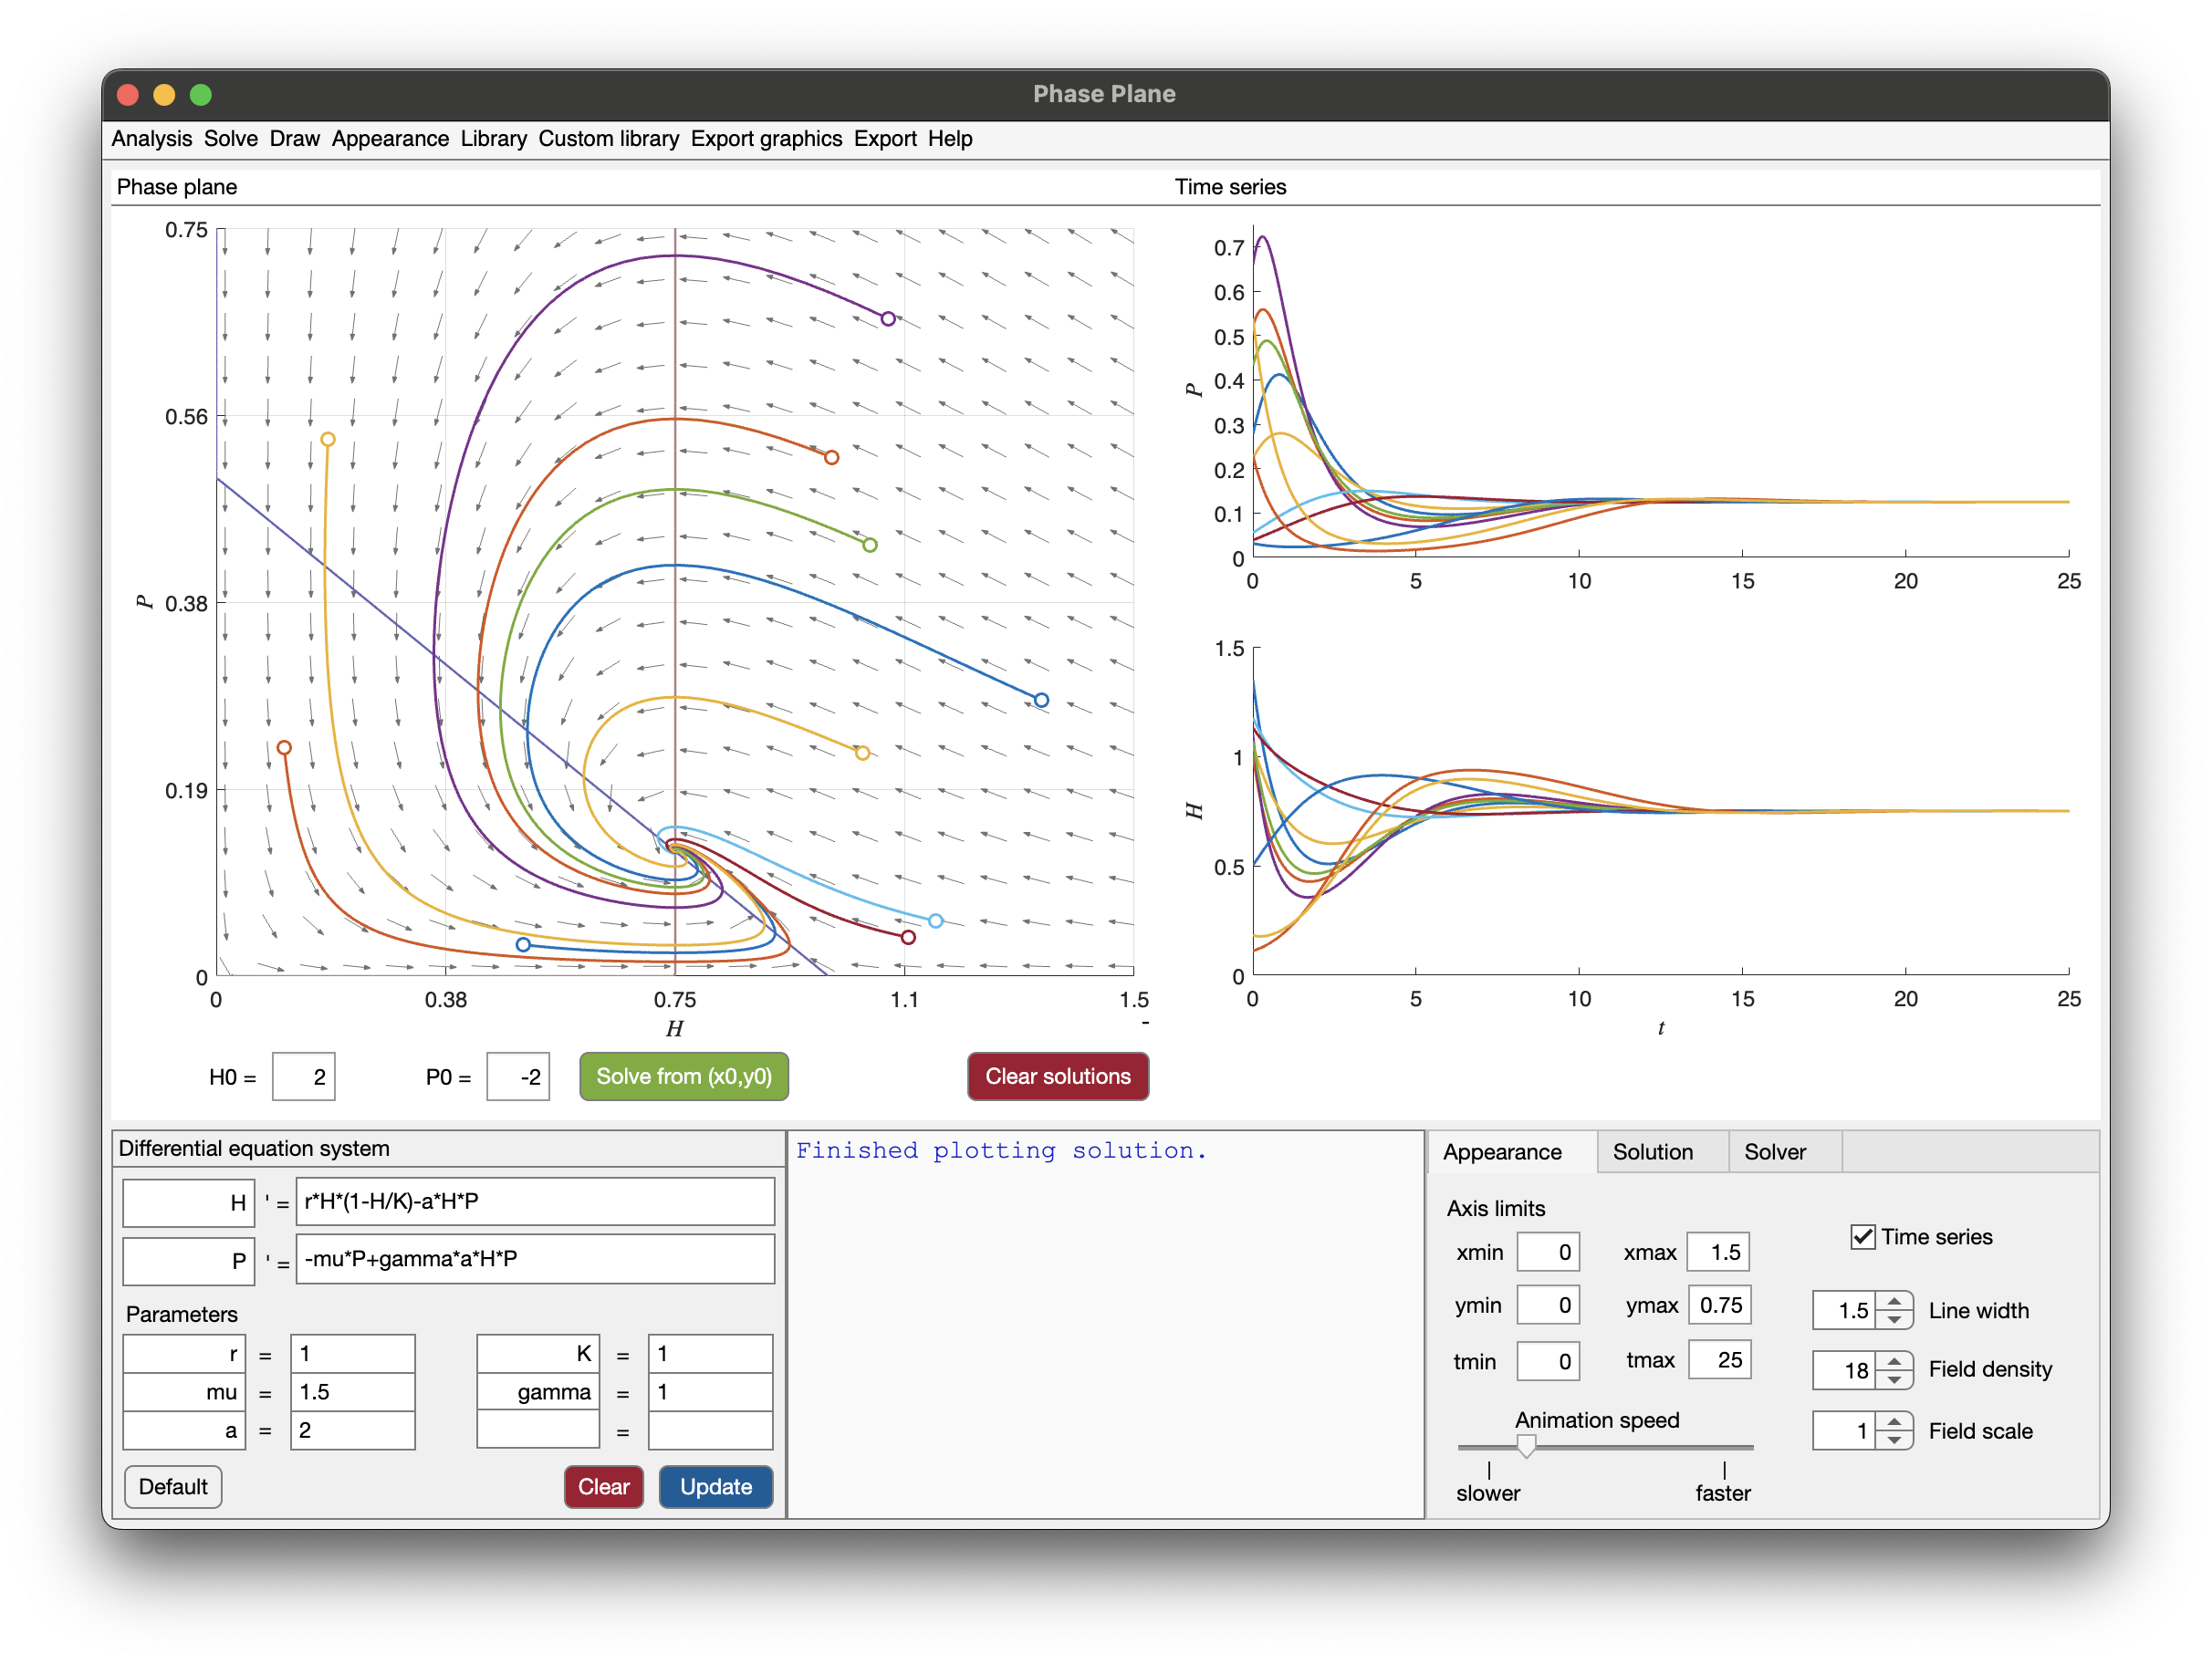 Phase Plane
Analysis Solve Draw Appearance Library Custom library Export graphics Export Help
Phase plane
0.75
0.56
0.38
0.19
0
P
0 0.38 0.75 1.1 1.5
H
-
Time series
0.7
0.6
0.5
0.4
0.3
0.2
0.1
0
P
0 5 10 15 20 25
1.5
1
0.5
0
H
0 5 10 15 20 25
t
H0 = 2 P0 = -2 Solve from (x0,y0) Clear solutions
Differential equation system
H ' = r*H*(1-H/K)-a*H*P
P ' = -mu*P+gamma*a*H*P
Parameters
r = 1 K = 1
mu = 1.5 gamma = 1
a = 2 =
Default Clear Update
Finished plotting solution.
Appearance Solution Solver
Axis limits
xmin 0 xmax 1.5
ymin 0 ymax 0.75
tmin 0 tmax 25
Animation speed
slower faster
Time series
1.5 Line width
18 Field density
1 Field scale